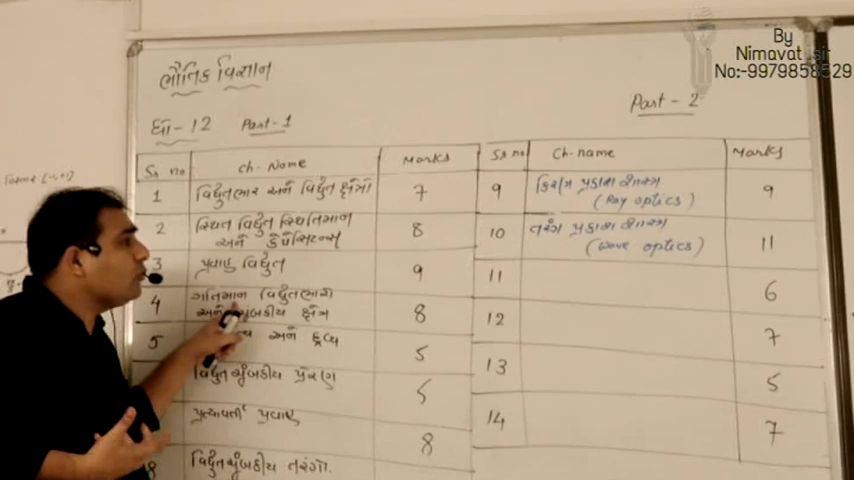 By
Nimavat sir
No:-9979858529
ભૌતિક વિજ્ઞાન
Part - 2
ધો - 12 Part - 1
Sr no Ch-Name Marks
1 વિદ્યુતભાર અને વિદ્યુત ક્ષેત્રો 7
2 સ્થિત વિદ્યુત સ્થિતિમાન
અને કેપેસિટન્સ 8
3 પ્રવાહ વિદ્યુત 9
4 ગતિમાન વિદ્યુતભારો
અને ચુંબકીય ક્ષેત્ર 8
5 અને દ્રવ્ય 5
વિદ્યુતચુંબકીય પ્રેરણ 5
પ્રત્યાવર્તી પ્રવાહ 8
8 વિદ્યુતચુંબકીય તરંગો.
Sr no Ch-name Marks
9 કિરણ પ્રકાશ શાસ્ત્ર
(Ray optics) 9
10 તરંગ પ્રકાશ શાસ્ત્ર
(Wave optics) 11
11 6
12 7
13 5
14 7